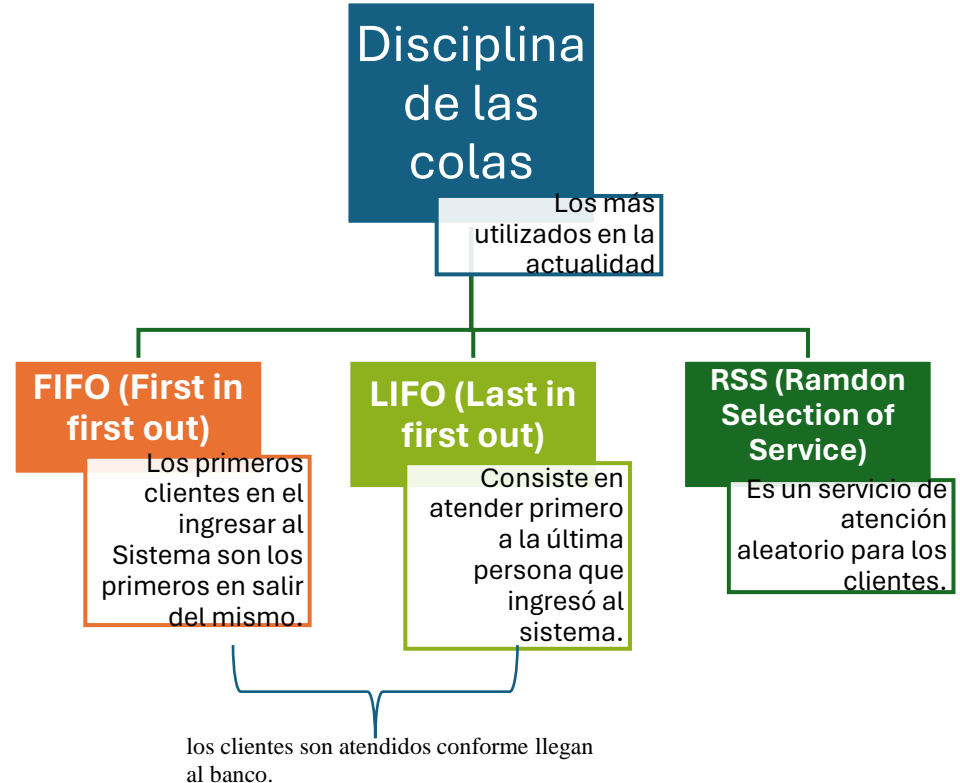 Disciplina
de las
colas
Los más
utilizados en la
actualidad
FIFO (First in
first out)
Los primeros
clientes en el
ingresar al
Sistema son los
primeros en salir
del mismo.
LIFO (Last in
first out)
Consiste en
atender primero
a la última
persona que
ingresó al
sistema.
RSS (Ramdon
Selection of
Service)
Es un servicio de
atención
aleatorio para los
clientes.
los clientes son atendidos conforme llegan
al banco.